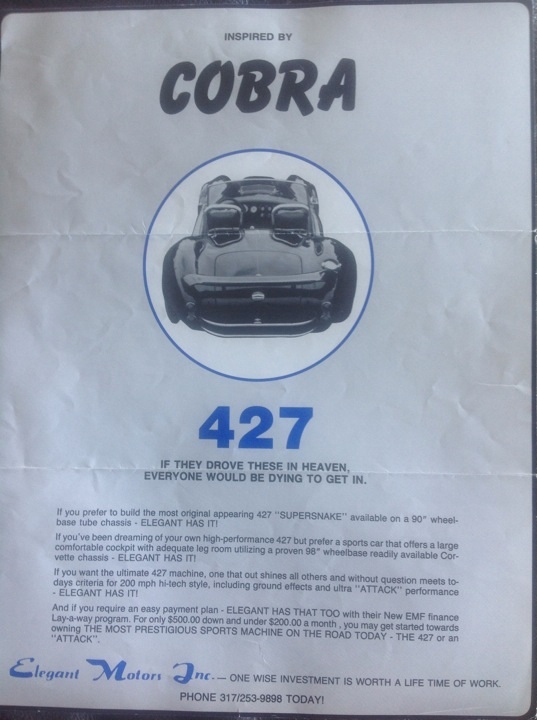 INSPIRED BY
COBRA
427
IF THEY DROVE THESE IN HEAVEN,
EVERYONE WOULD BE DYING TO GET IN.
If you prefer to build the most original appearing 427 "SUPERSNAKE" available on a 90" wheel-
base tube chassis - ELEGANT HAS IT!
If you've been dreaming of your own high-performance 427 but prefer a sports car that offers a large
comfortable cockpit with adequate leg room utilizing a proven 98" wheelbase readily available Cor-
vette chassis - ELEGANT HAS IT!
If you want the ultimate 427 machine, one that out shines all others and without question meets to-
days criteria for 200 mph hi-tech style, including ground effects and ultra "ATTACK" performance
- ELEGANT HAS IT!
And if you require an easy payment plan - ELEGANT HAS THAT TOO with their New EMF finance
Lay-a-way program. For only $500.00 down and under $200.00 a month, you may get started towards
owning THE MOST PRESTIGIOUS SPORTS MACHINE ON THE ROAD TODAY - THE 427 or an
"ATTACK".
Elegant Motors Inc. — ONE WISE INVESTMENT IS WORTH A LIFE TIME OF WORK.
PHONE 317/253-9898 TODAY!